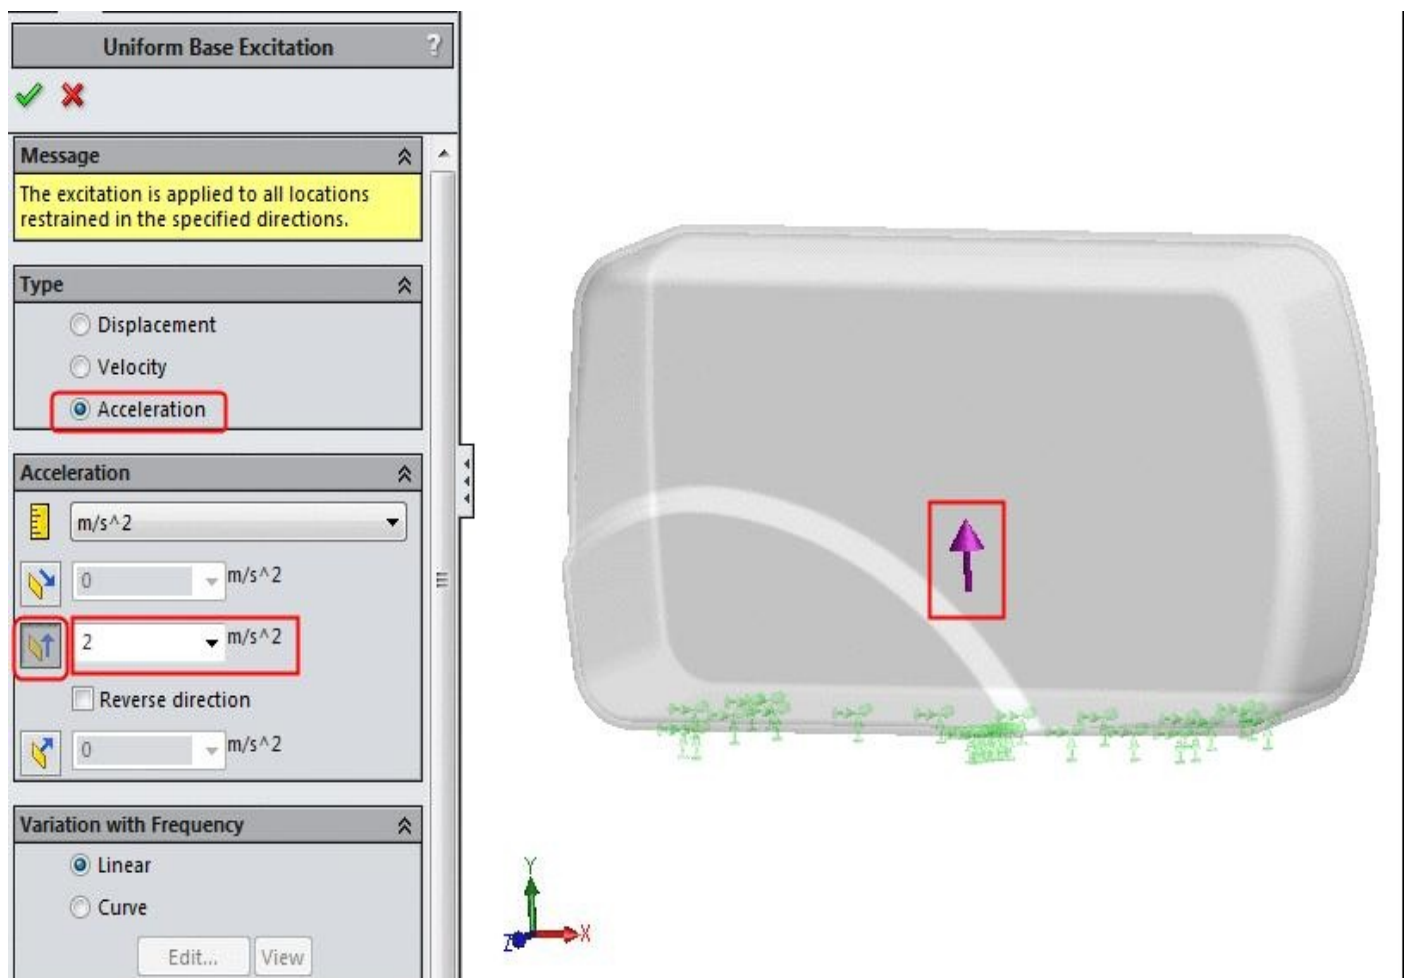 Uniform Base Excitation
?
Message
The excitation is applied to all locations
restrained in the specified directions.
Type
Displacement
Velocity
Acceleration
Acceleration
m/s^2
0 m/s^2
2 m/s^2
Reverse direction
0 m/s^2
Variation with Frequency
Linear
Curve
Edit... View
Y
Z X